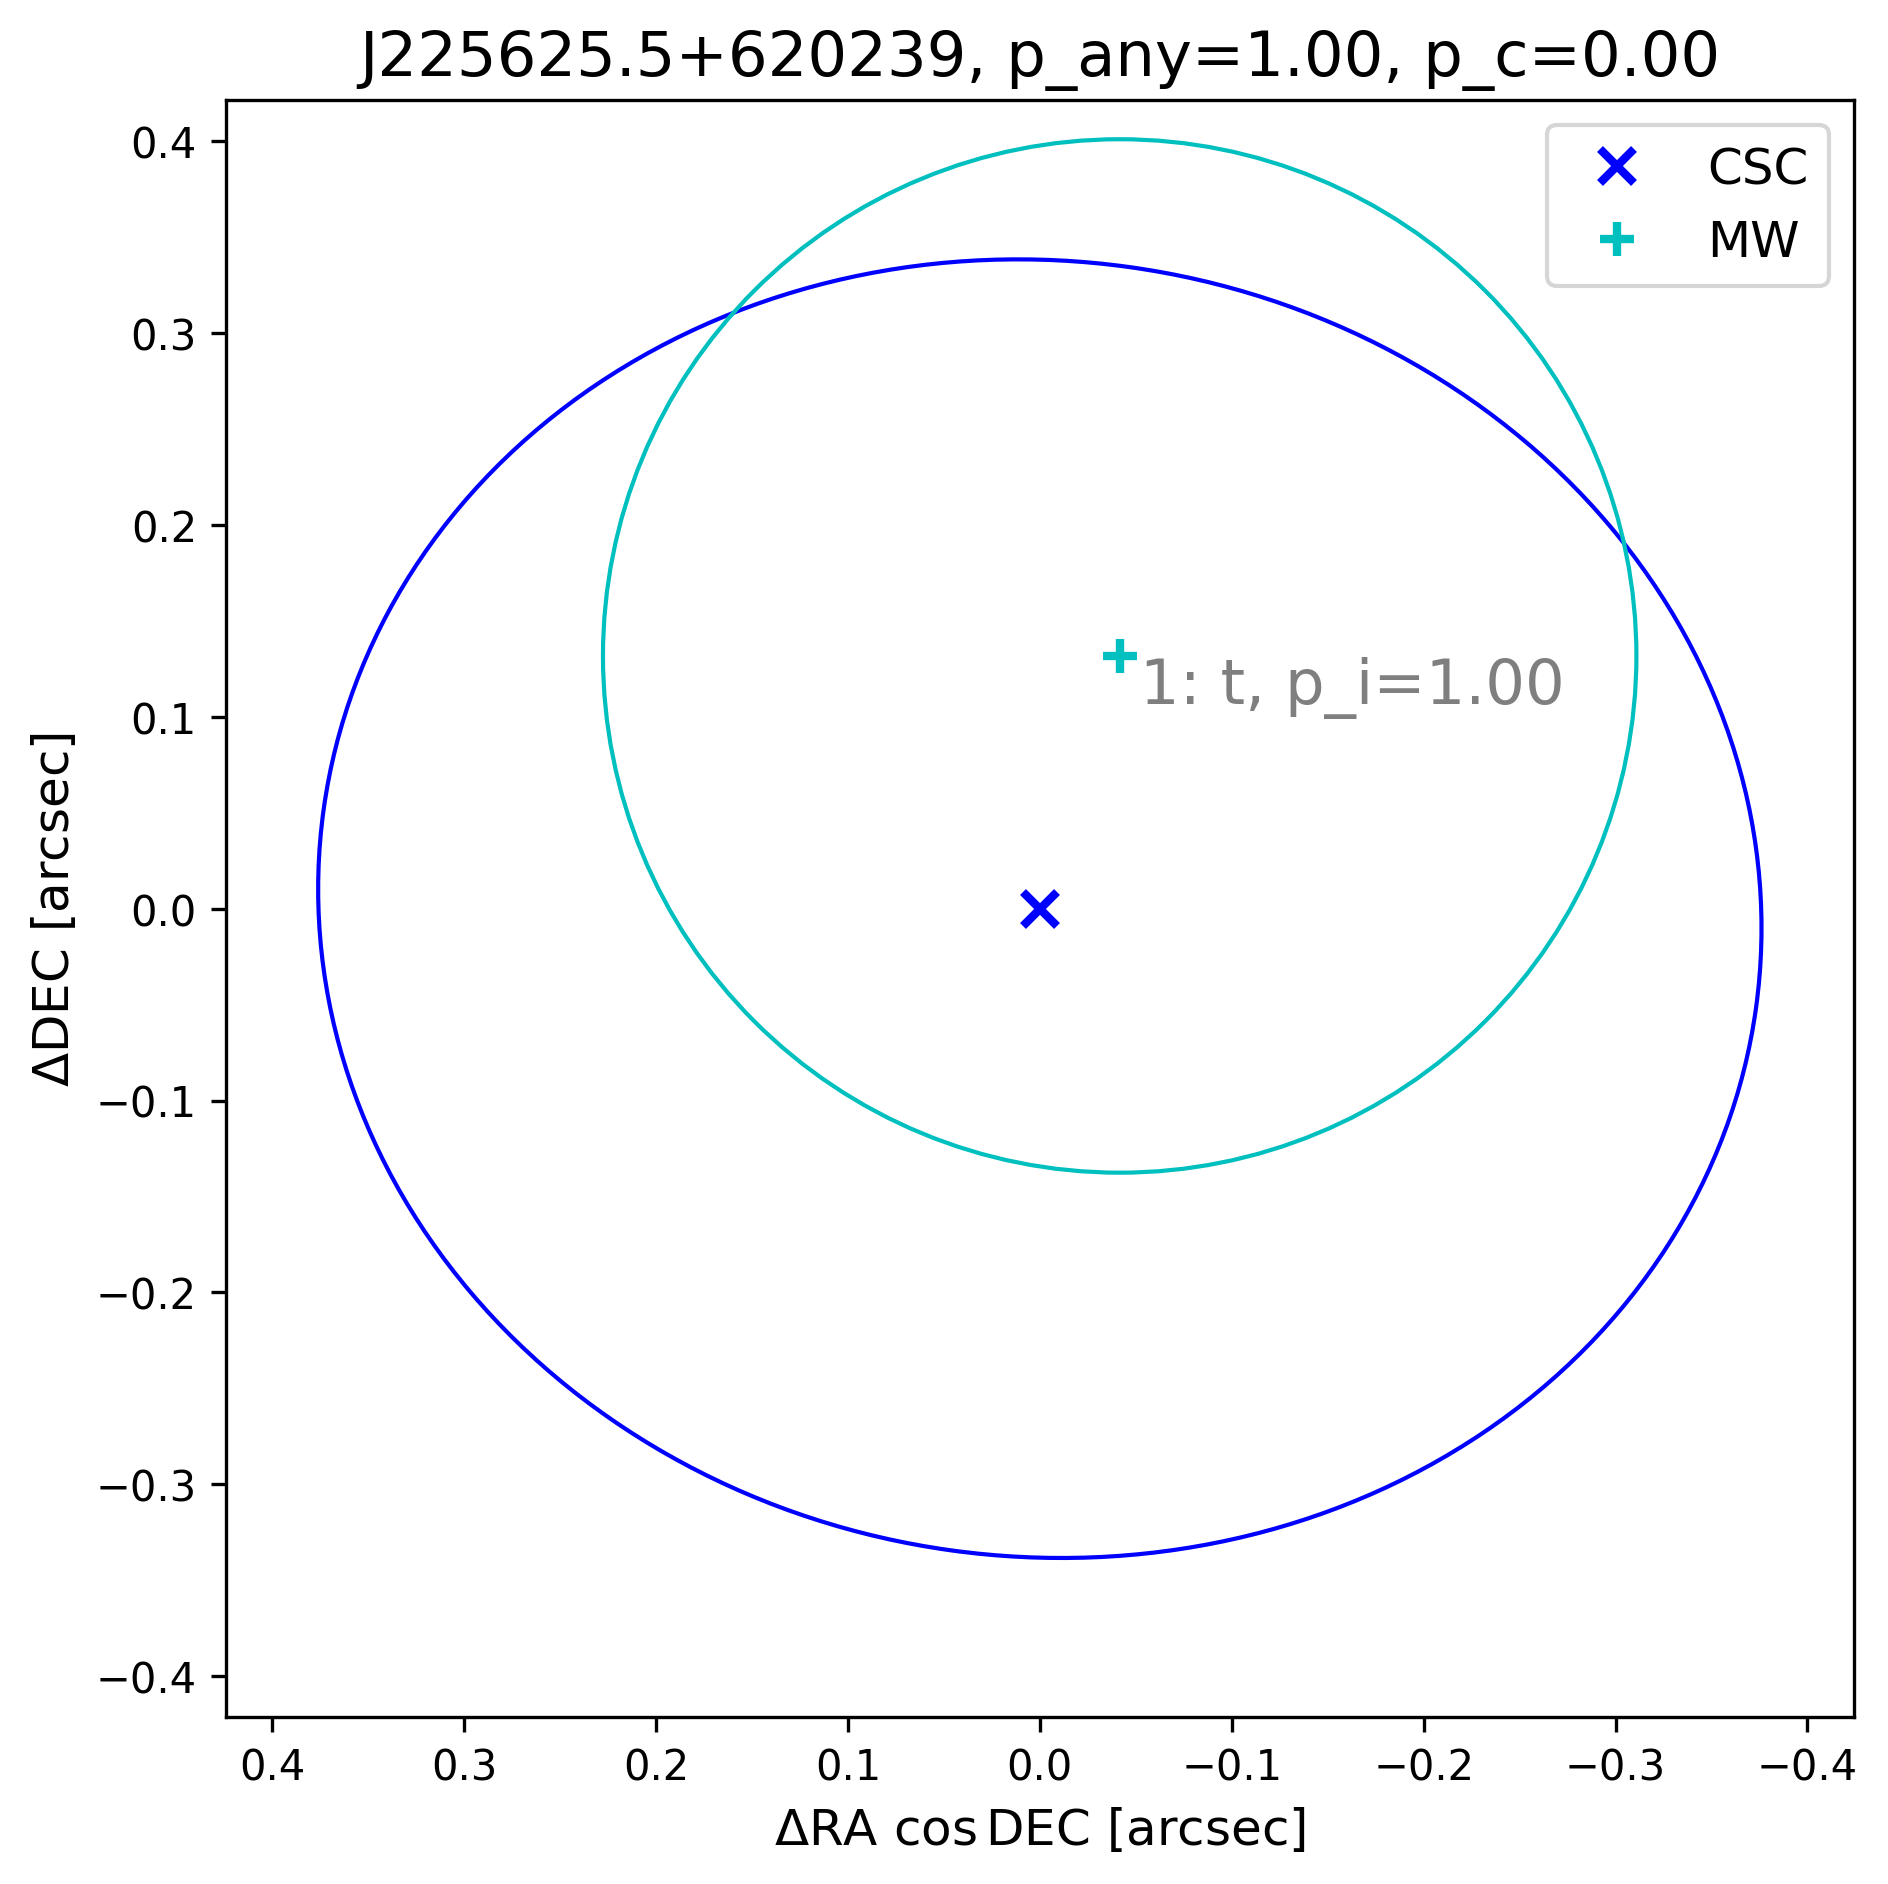 J225625.5+620239, p_any=1.00, p_c=0.00
CSC
MW
1: t, p_i=1.00
0.4
0.3
0.2
0.1
0.0
−0.1
−0.2
−0.3
−0.4
ΔDEC [arcsec]
0.4 0.3 0.2 0.1 0.0 −0.1 −0.2 −0.3 −0.4
ΔRA cos DEC [arcsec]